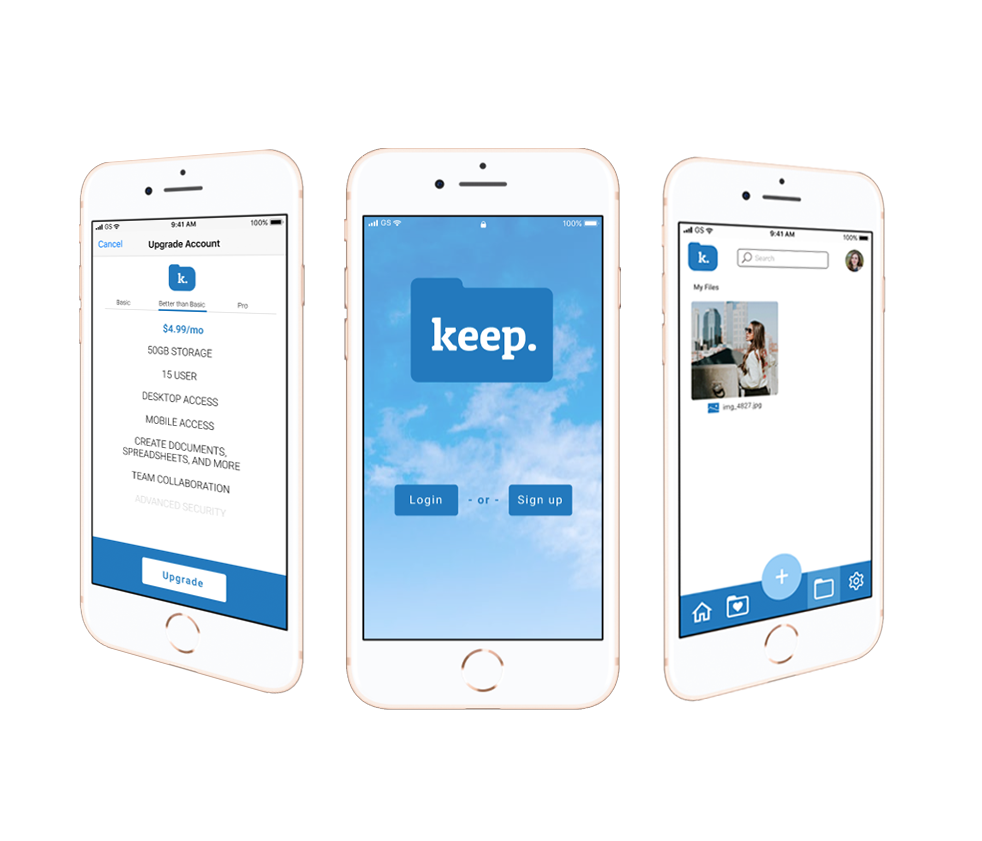 GS
9:41 AM
100%
Cancel
Upgrade Account
k.
Basic
Better than Basic
Pro
$4.99/mo
50GB STORAGE
15 USER
DESKTOP ACCESS
MOBILE ACCESS
CREATE DOCUMENTS,
SPREADSHEETS, AND MORE
TEAM COLLABORATION
ADVANCED SECURITY
Upgrade
GS
100%
keep.
Login
- or -
Sign up
GS
9:41 AM
100%
k.
Search
My Files
img_4827.jpg